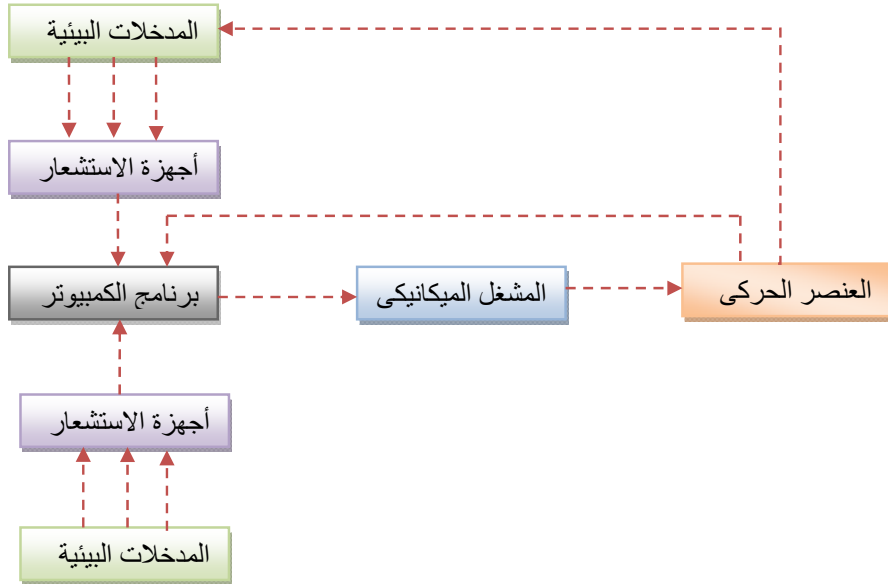 المدخلات البيئية
أجهزة الاستشعار
برنامج الكمبيوتر
المشغل الميكانيكى
العنصر الحركى
أجهزة الاستشعار
المدخلات البيئية